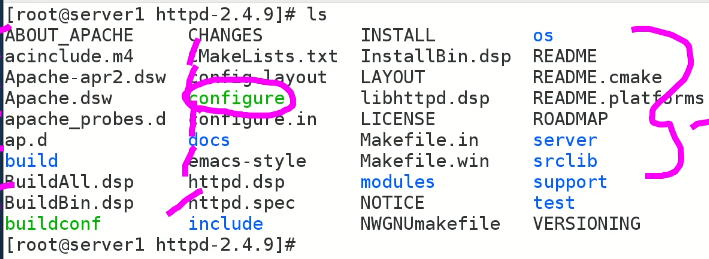 [root@server1 httpd-2.4.9]# ls
ABOUT_APACHE CHANGES INSTALL os
acinclude.m4 CMakeLists.txt InstallBin.dsp README
Apache-apr2.dsw config.layout LAYOUT README.cmake
Apache.dsw configure libhttpd.dsp README.platforms
apache_probes.d configure.in LICENSE ROADMAP
ap.d docs Makefile.in server
build emacs-style Makefile.win srclib
BuildAll.dsp httpd.dsp modules support
BuildBin.dsp httpd.spec NOTICE test
buildconf include NWGNUmakefile VERSIONING
[root@server1 httpd-2.4.9]#